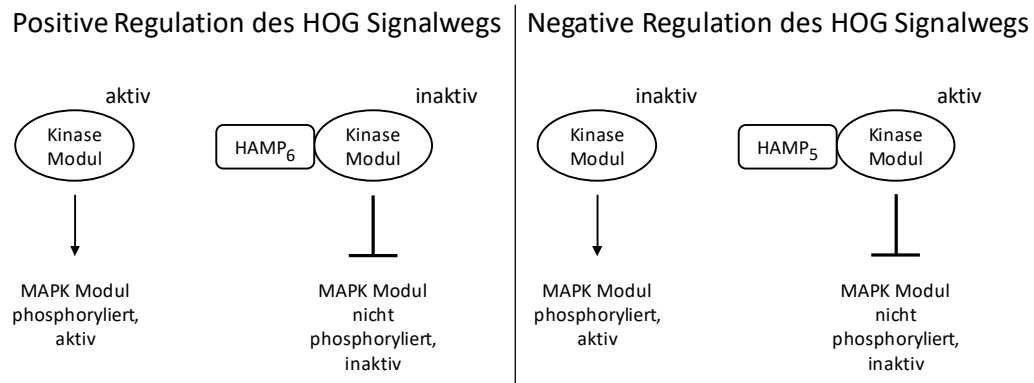 Positive Regulation des HOG Signalwegs
aktiv
Kinase
Modul
MAPK Modul
phosphoryliert,
aktiv
inaktiv
HAMP6
Kinase
Modul
MAPK Modul
nicht
phosphoryliert,
inaktiv
Negative Regulation des HOG Signalwegs
inaktiv
Kinase
Modul
MAPK Modul
phosphoryliert,
aktiv
aktiv
HAMP5
Kinase
Modul
MAPK Modul
nicht
phosphoryliert,
inaktiv